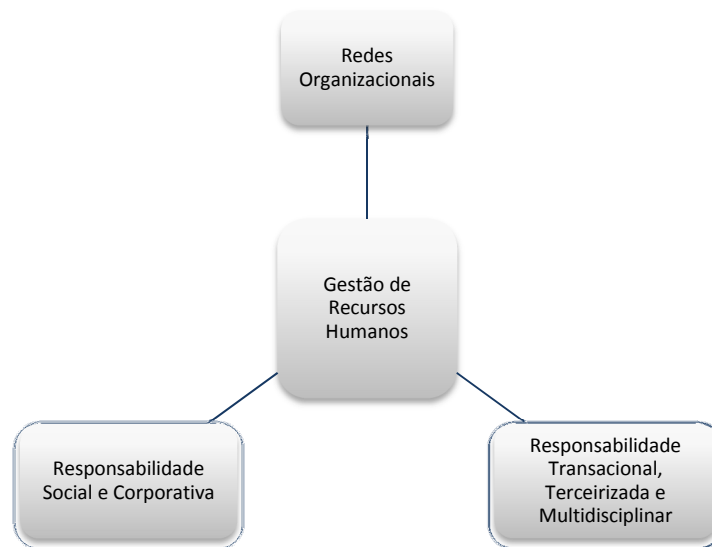 Redes
Organizacionais
Gestão de
Recursos
Humanos
Responsabilidade
Social e Corporativa
Responsabilidade
Transacional,
Terceirizada e
Multidisciplinar